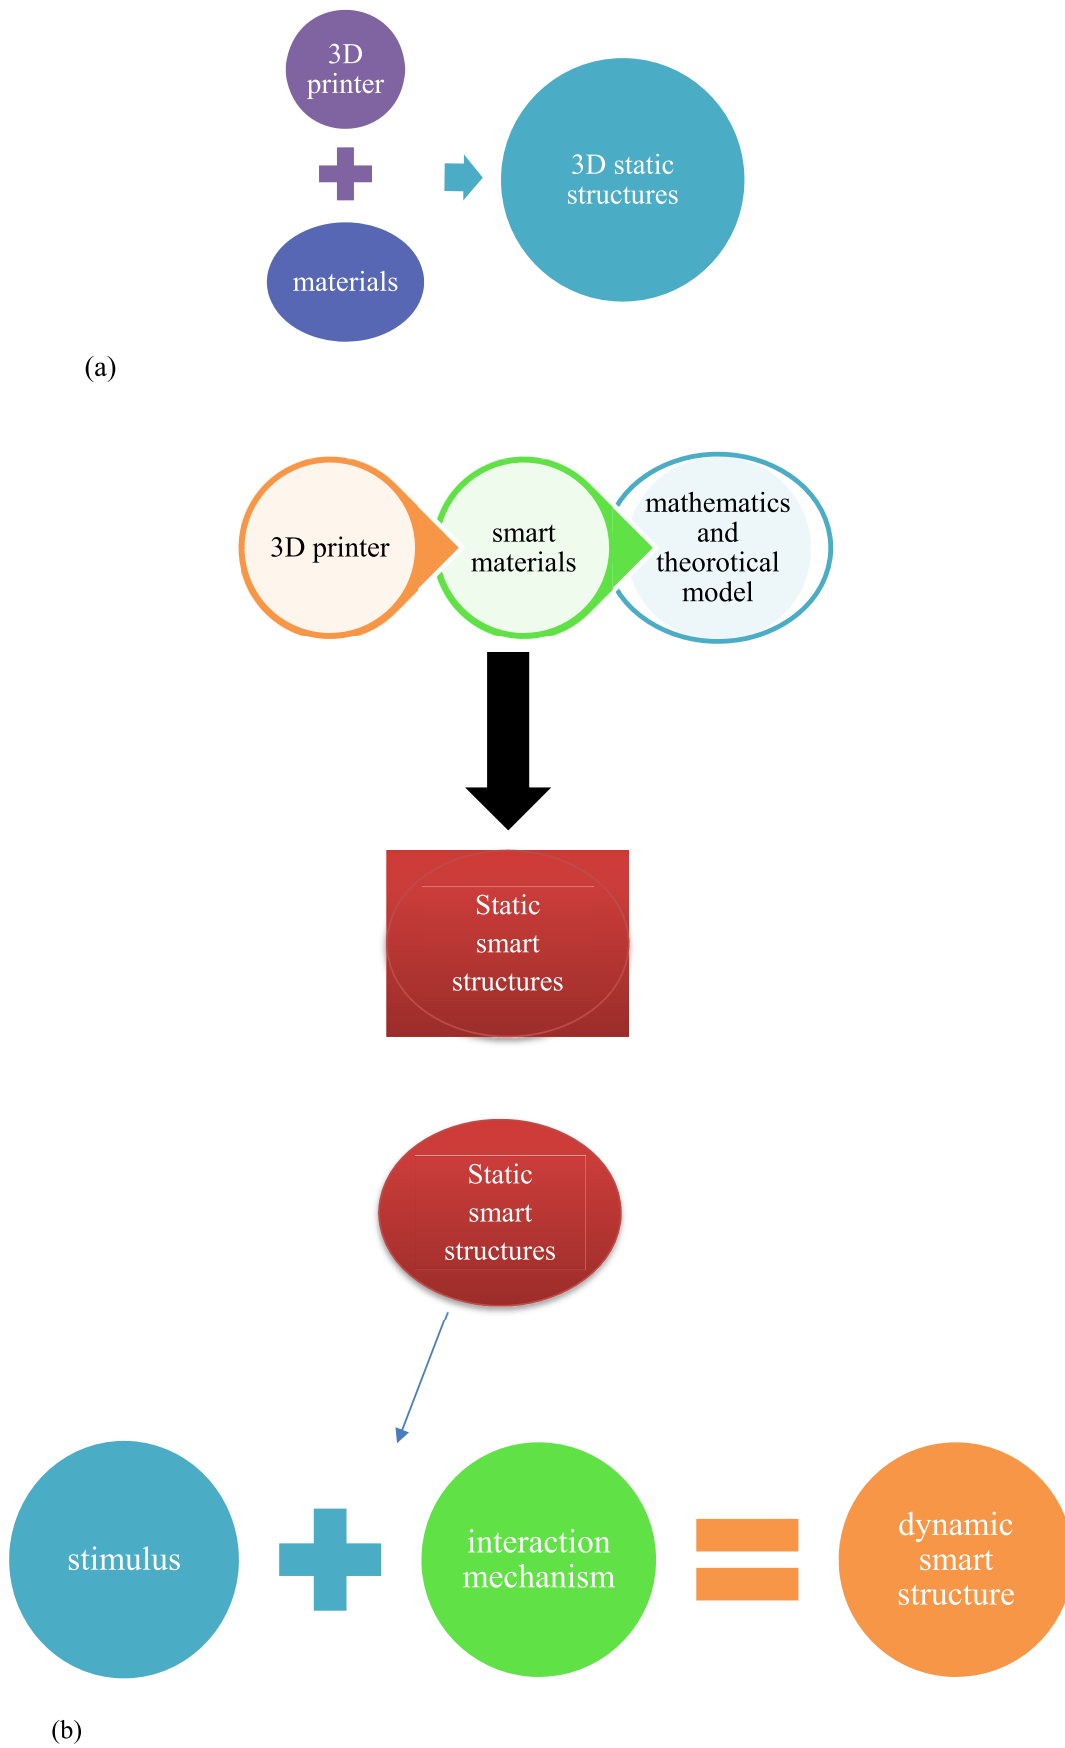 3D
printer
materials
3D static
structures
(a)
3D printer
smart
materials
mathematics
and
theorotical
model
Static
smart
structures
Static
smart
structures
stimulus
interaction
mechanism
dynamic
smart
structure
(b)